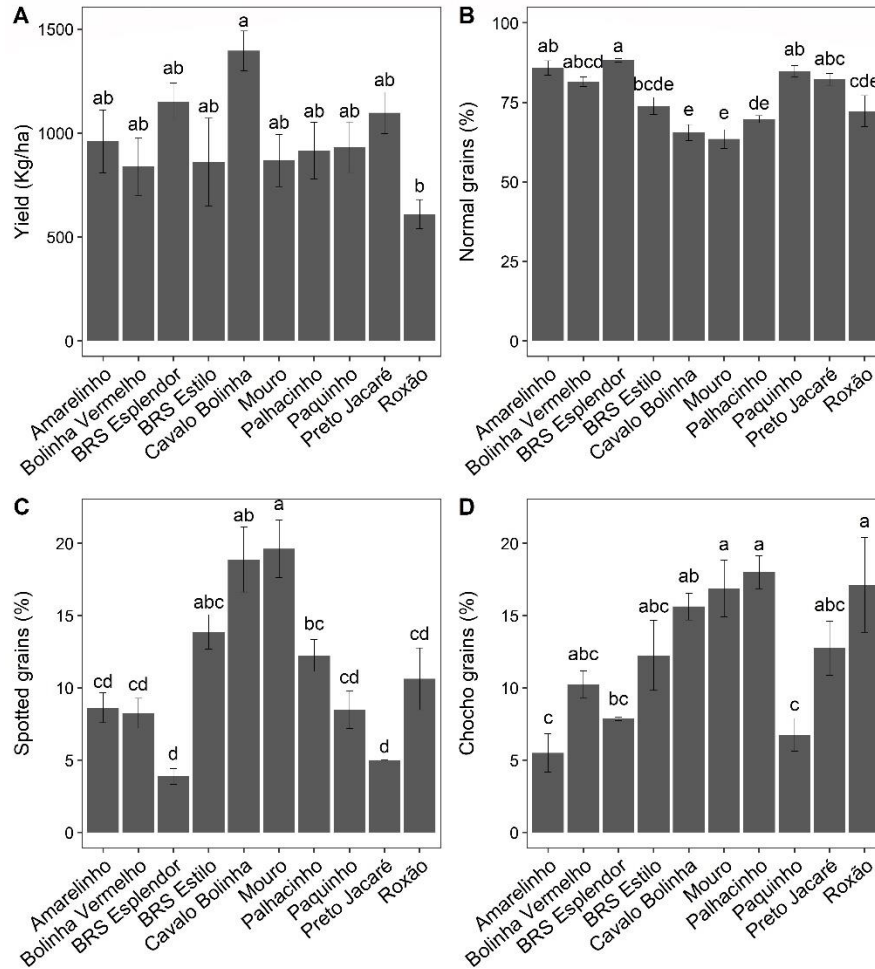 A
Yield (Kg/ha)
1500
1000
500
0
ab
ab
ab
ab
a
ab
ab
ab
ab
b
Amarelinho
Bolinha Vermelho
BRS Esplendor
BRS Estilo
Cavalo Bolinha
Mouro
Palhacinho
Paquinho
Preto Jacaré
Roxão
B
Normal grains (%)
100
75
50
25
0
ab
abcd
a
bcde
e
e
de
ab
abc
cde
Amarelinho
Bolinha Vermelho
BRS Esplendor
BRS Estilo
Cavalo Bolinha
Mouro
Palhacinho
Paquinho
Preto Jacaré
Roxão
C
Spotted grains (%)
20
15
10
5
0
cd
cd
d
abc
ab
a
bc
cd
d
cd
Amarelinho
Bolinha Vermelho
BRS Esplendor
BRS Estilo
Cavalo Bolinha
Mouro
Palhacinho
Paquinho
Preto Jacaré
Roxão
D
Chocho grains (%)
20
15
10
5
0
c
abc
bc
abc
ab
a
a
c
abc
a
Amarelinho
Bolinha Vermelho
BRS Esplendor
BRS Estilo
Cavalo Bolinha
Mouro
Palhacinho
Paquinho
Preto Jacaré
Roxão